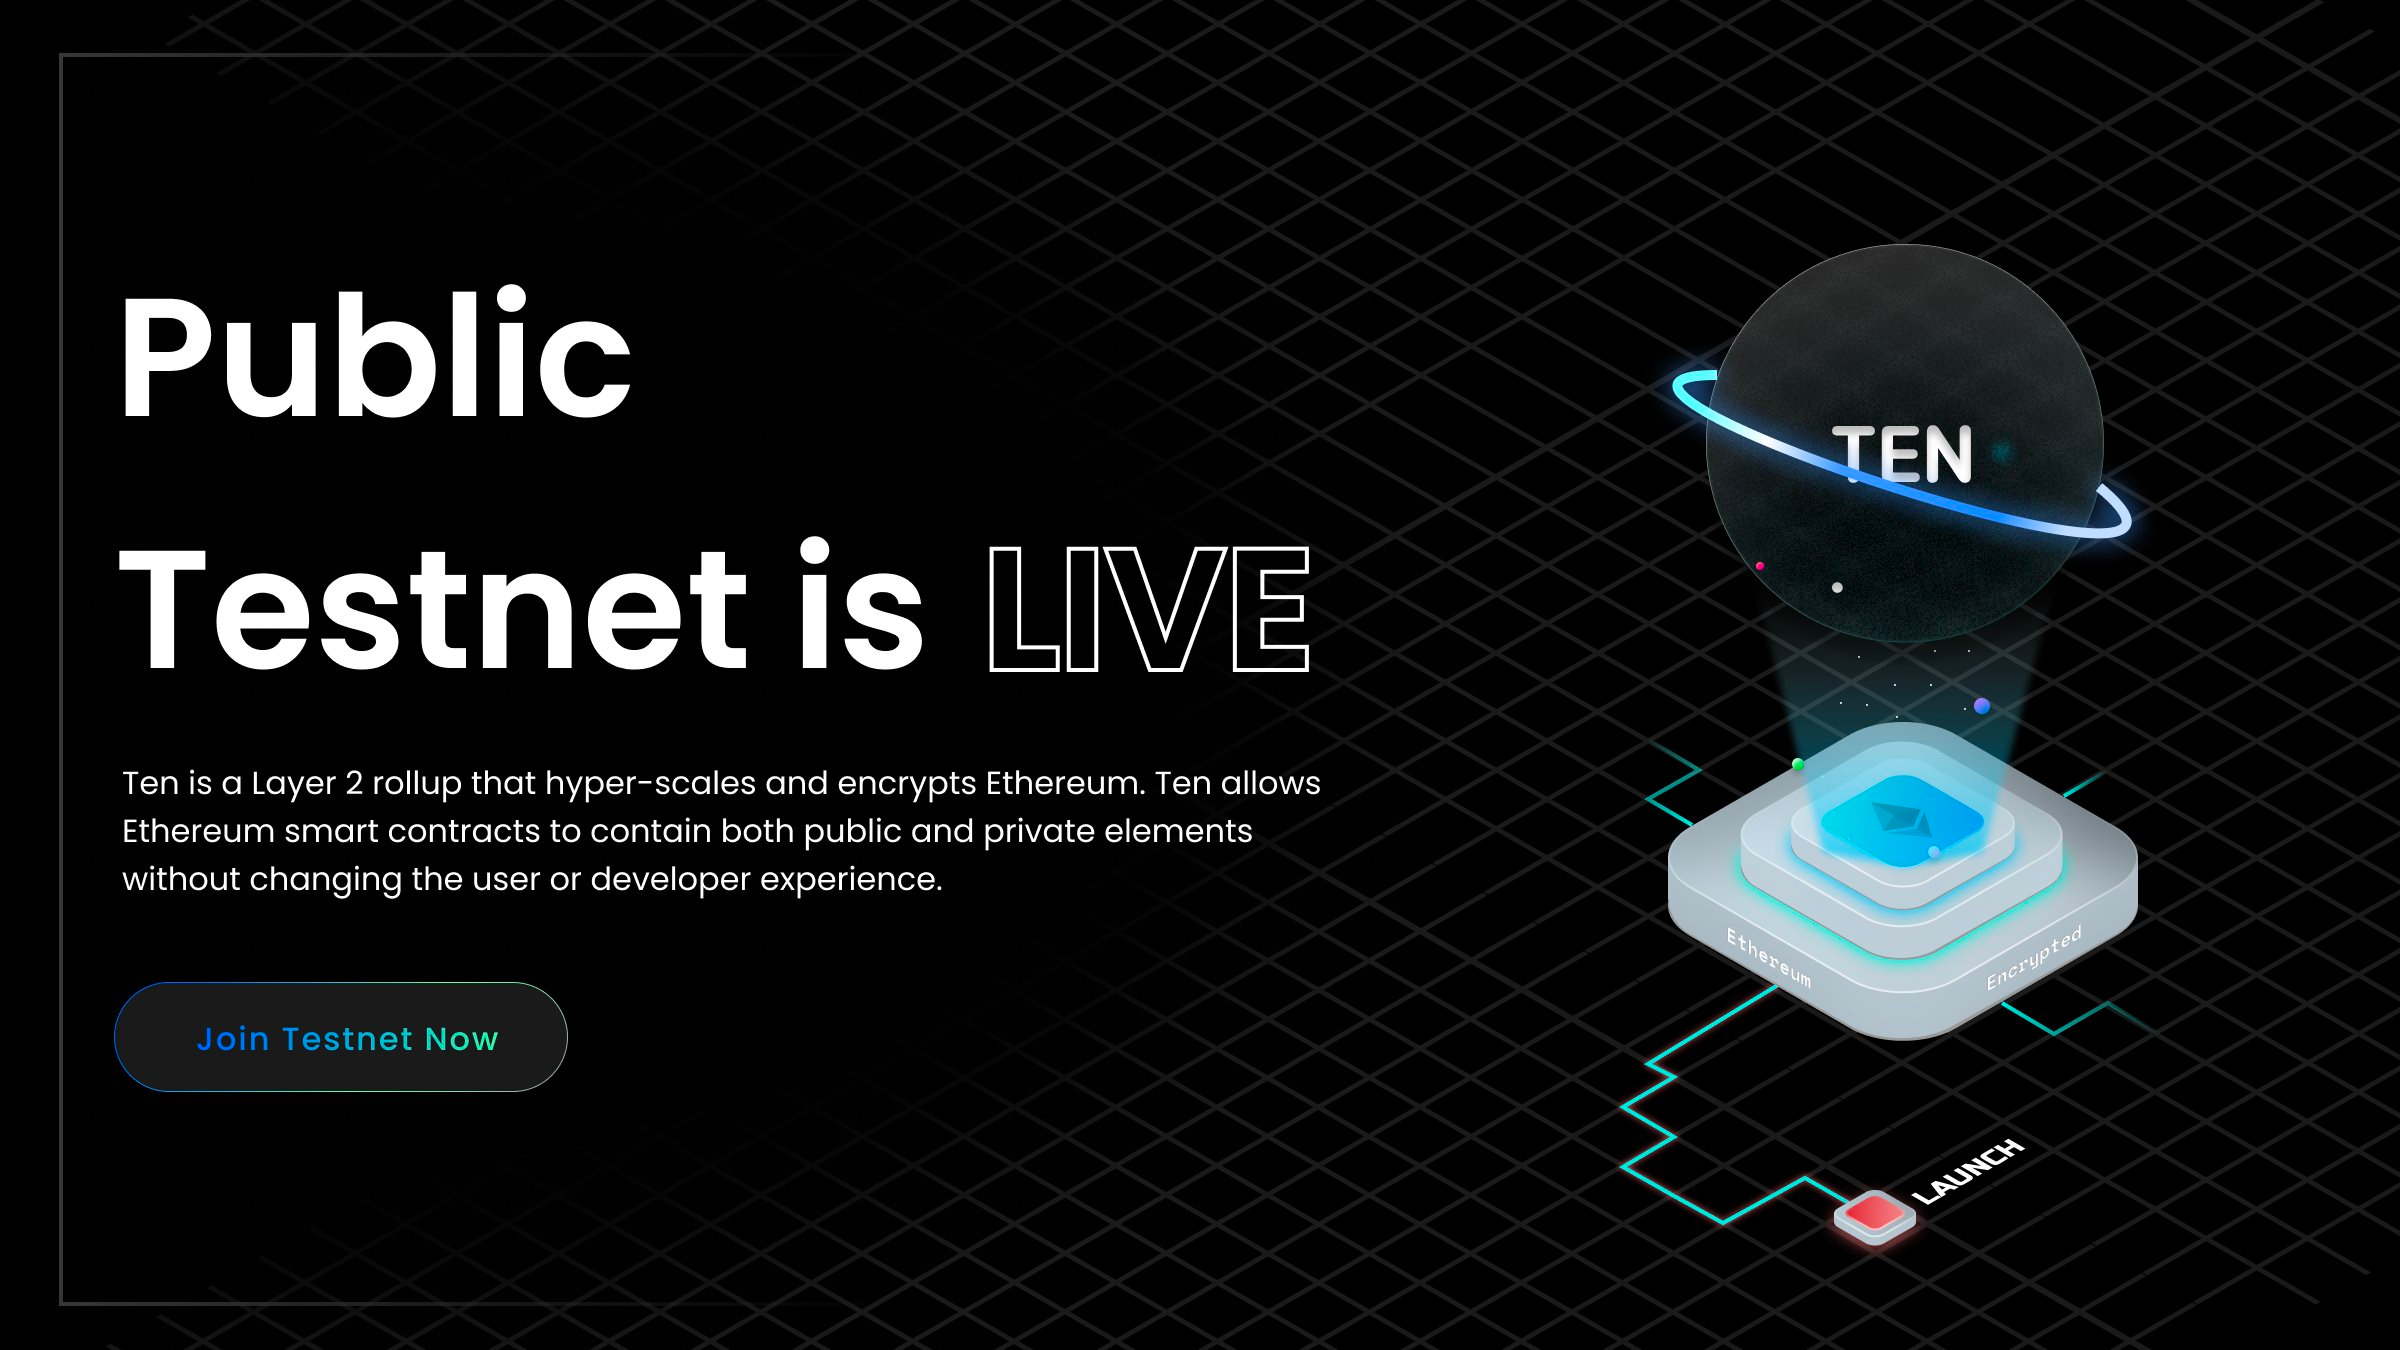 Public
Testnet is LIVE
Ten is a Layer 2 rollup that hyper-scales and encrypts Ethereum. Ten allows
Ethereum smart contracts to contain both public and private elements
without changing the user or developer experience.
Join Testnet Now
TEN
Ethereum
Encrypted
LAUNCH